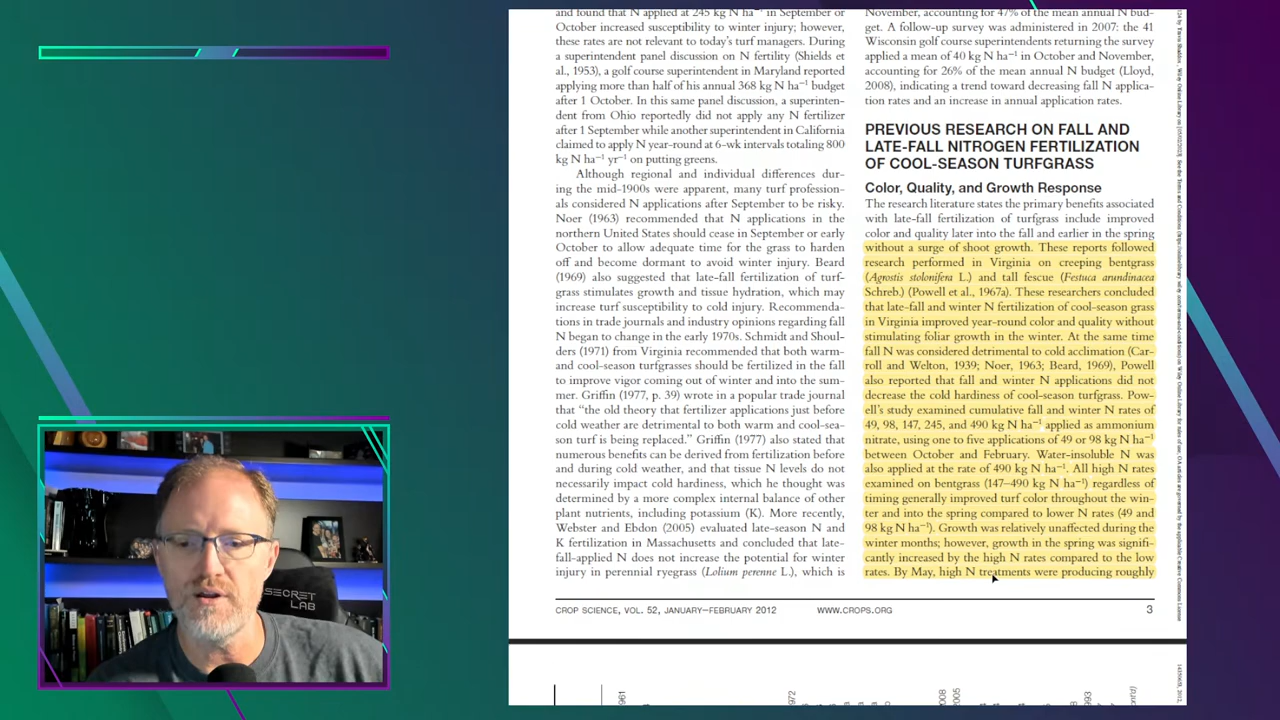 and found that N applied at 245 kg N ha⁻¹ in September or
October increased susceptibility to winter injury; however,
these rates are not relevant to today's turf managers. During
a superintendent panel discussion on N fertility (Shields et
al., 1953), a golf course superintendent in Maryland reported
applying more than half of his annual 368 kg N ha⁻¹ budget
after 1 October. In this same panel discussion, a superinten-
dent from Ohio reportedly did not apply any N fertilizer
after 1 September while another superintendent in California
claimed to apply N year-round at 6-wk intervals totaling 800
kg N ha⁻¹ yr⁻¹ on putting greens.
Although regional and individual differences dur-
ing the mid-1900s were apparent, many turf profession-
als considered N applications after September to be risky.
Noer (1963) recommended that N applications in the
northern United States should cease in September or early
October to allow adequate time for the grass to harden
off and become dormant to avoid winter injury. Beard
(1969) also suggested that late-fall fertilization of turf-
grass stimulates growth and tissue hydration, which may
increase turf susceptibility to cold injury. Recommenda-
tions in trade journals and industry opinions regarding fall
N began to change in the early 1970s. Schmidt and Shoul-
ders (1971) from Virginia recommended that both warm-
and cool-season turfgrasses should be fertilized in the fall
to improve vigor coming out of winter and into the sum-
mer. Griffin (1977, p. 39) wrote in a popular trade journal
that “the old theory that fertilizer applications just before
cold weather are detrimental to both warm and cool-sea-
son turf is being replaced.” Griffin (1977) also stated that
numerous benefits can be derived from fertilization before
and during cold weather, and that tissue N levels do not
necessarily impact cold hardiness, which he thought was
determined by a more complex internal balance of other
plant nutrients, including potassium (K). More recently,
Webster and Ebdon (2005) evaluated late-season N and
K fertilization in Massachusetts and concluded that late-
fall-applied N does not increase the potential for winter
injury in perennial ryegrass (Lolium perenne L.), which is
November, accounting for 47% of the mean annual N bud-
get. A follow-up survey was administered in 2007: the 41
Wisconsin golf course superintendents returning the survey
applied a mean of 40 kg N ha⁻¹ in October and November,
accounting for 26% of the mean annual N budget (Lloyd,
2008), indicating a trend toward decreasing fall N applica-
tion rates and an increase in annual application rates.
PREVIOUS RESEARCH ON FALL AND
LATE-FALL NITROGEN FERTILIZATION
OF COOL-SEASON TURFGRASS
Color, Quality, and Growth Response
The research literature states the primary benefits associated
with late-fall fertilization of turfgrass include improved
color and quality later into the fall and earlier in the spring
without a surge of shoot growth. These reports followed
research performed in Virginia on creeping bentgrass
(Agrostis stolonifera L.) and tall fescue (Festuca arundinacea
Schreb.) (Powell et al., 1967a). These researchers concluded
that late-fall and winter N fertilization of cool-season grass
in Virginia improved year-round color and quality without
stimulating foliar growth in the winter. At the same time
fall N was considered detrimental to cold acclimation (Car-
roll and Welton, 1939; Noer, 1963; Beard, 1969), Powell
also reported that fall and winter N applications did not
decrease the cold hardiness of cool-season turfgrass. Pow-
ell's study examined cumulative fall and winter N rates of
49, 98, 147, 245, and 490 kg N ha⁻¹ applied as ammonium
nitrate, using one to five applications of 49 or 98 kg N ha⁻¹
between October and February. Water-insoluble N was
also applied at the rate of 490 kg N ha⁻¹. All high N rates
examined on bentgrass (147–490 kg N ha⁻¹) regardless of
timing generally improved turf color throughout the win-
ter and into the spring compared to lower N rates (49 and
98 kg N ha⁻¹). Growth was relatively unaffected during the
winter months; however, growth in the spring was signifi-
cantly increased by the high N rates compared to the low
rates. By May, high N treatments were producing roughly
CROP SCIENCE, VOL. 52, JANUARY–FEBRUARY 2012 WWW.CROPS.ORG 3
SECRET
LAB